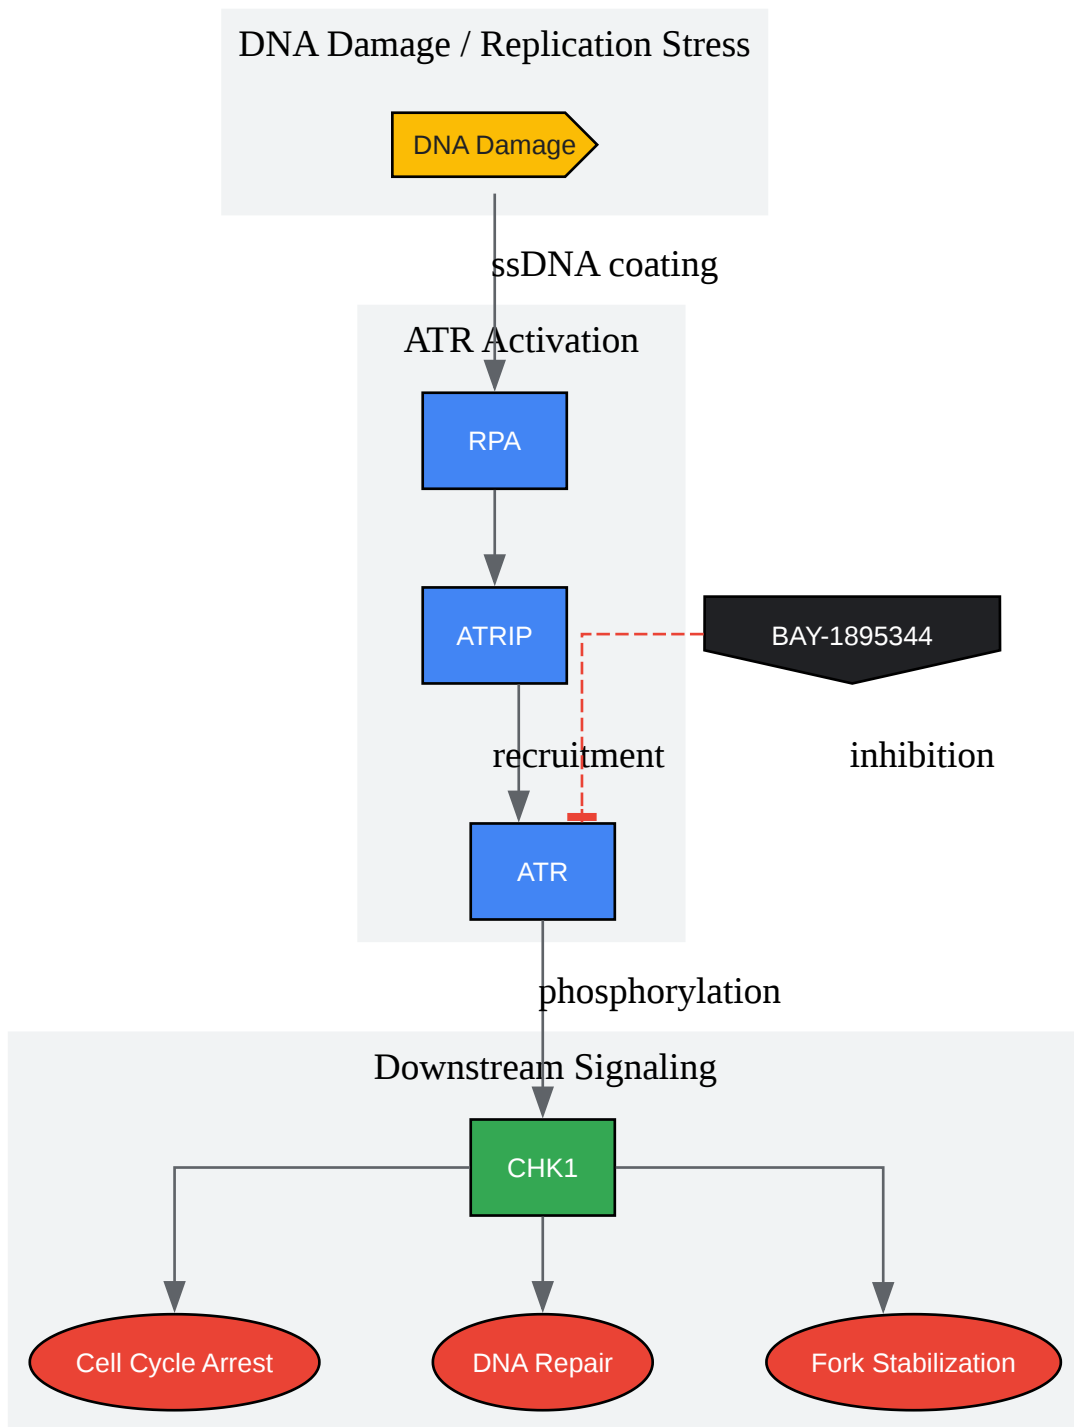 DNA Damage / Replication Stress
DNA Damage
ssDNA coating
ATR Activation
RPA
ATRIP
BAY-1895344
recruitment
inhibition
ATR
phosphorylation
Downstream Signaling
CHK1
Cell Cycle Arrest
DNA Repair
Fork Stabilization